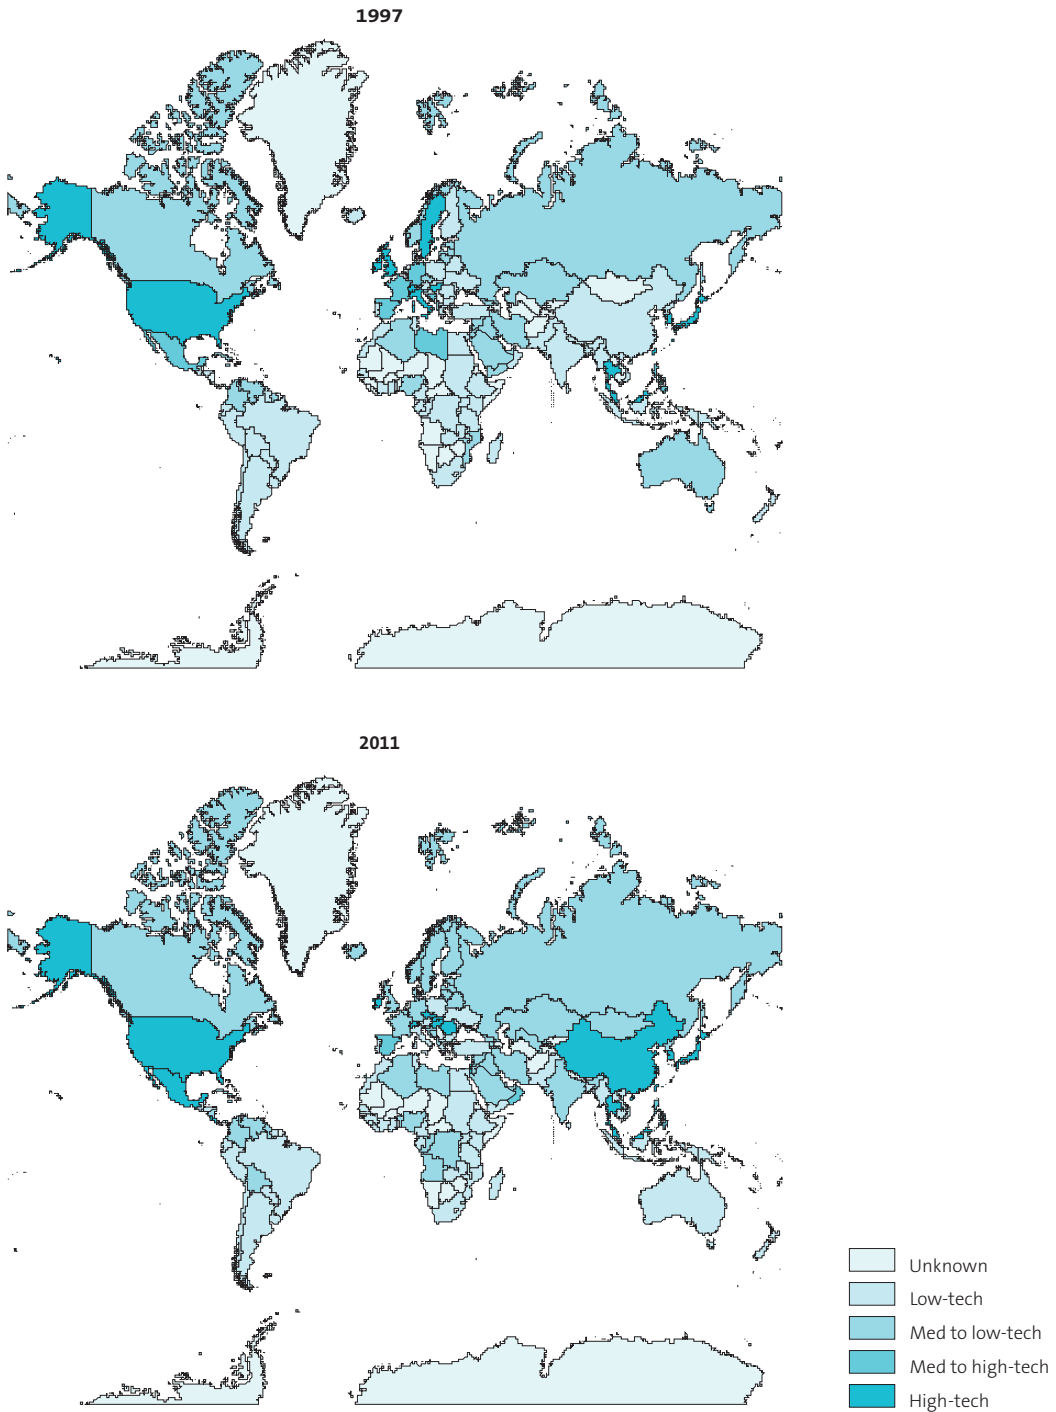 1997
2011
Unknown
Low-tech
Med to low-tech
Med to high-tech
High-tech